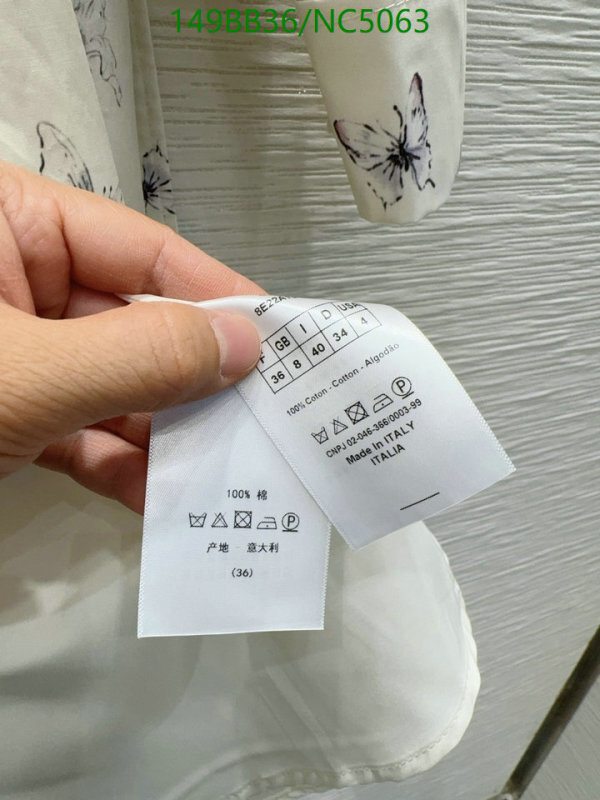 149BB36/NC5063
8E22A
F GB I D USA
36 8 40 34 4
100% Coton - Cotton - Algodão
CNPJ 02-046-366/0003-99
Made in ITALY
ITALIA
100% 棉
产地 意大利
(36)